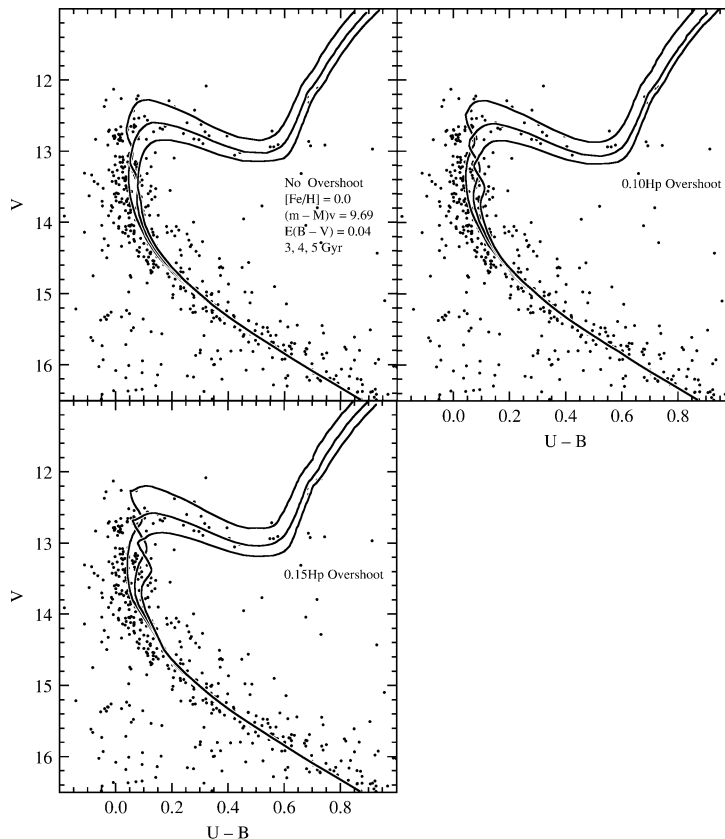 12
13
14
15
16
V
No Overshoot
[Fe/H] = 0.0
(m – M)v = 9.69
E(B – V) = 0.04
3, 4, 5 Gyr
0.10Hp Overshoot
0.0 0.2 0.4 0.6 0.8
U – B
12
13
14
15
16
V
0.15Hp Overshoot
0.0 0.2 0.4 0.6 0.8
U – B